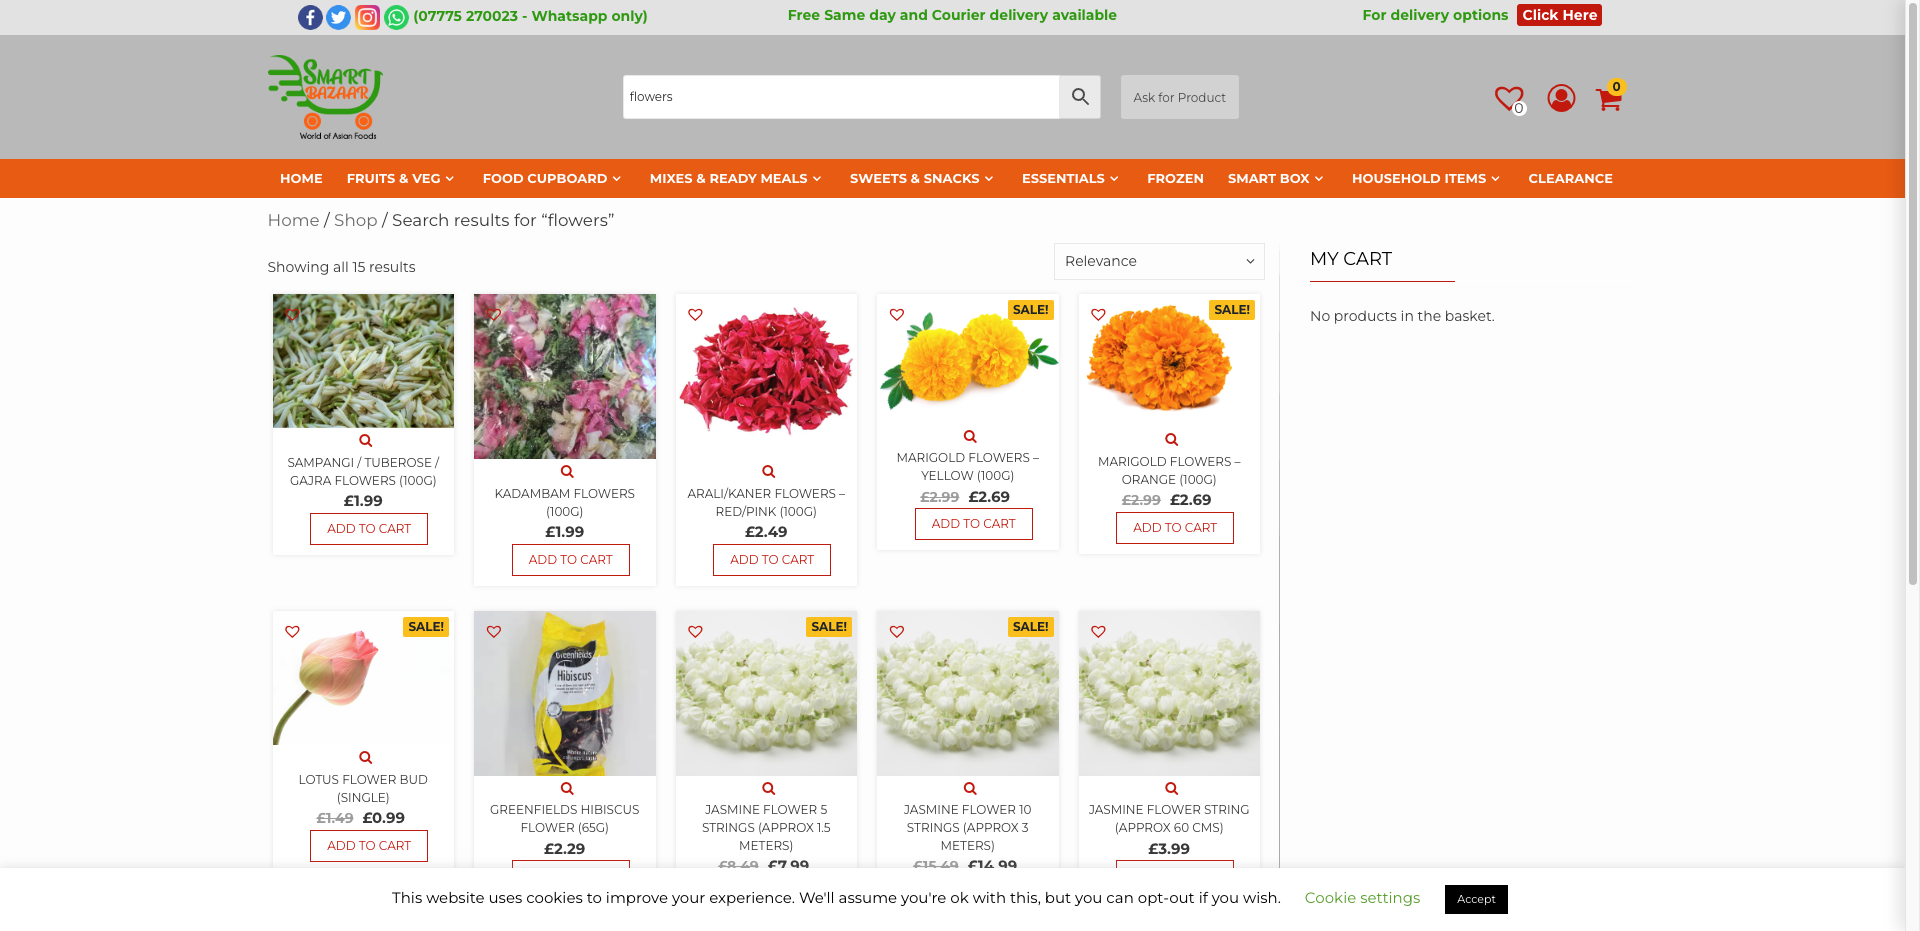 (07775 270023 - Whatsapp only)
Free Same day and Courier delivery available
For delivery options Click Here
SMART
BAZAAR
World of Asian Foods
flowers
Ask for Product
0
0
HOME
FRUITS & VEG
FOOD CUPBOARD
MIXES & READY MEALS
SWEETS & SNACKS
ESSENTIALS
FROZEN
SMART BOX
HOUSEHOLD ITEMS
CLEARANCE
Home / Shop / Search results for “flowers”
Showing all 15 results
Relevance
MY CART
No products in the basket.
SAMPANGI / TUBEROSE /
GAJRA FLOWERS (100G)
£1.99
ADD TO CART
KADAMBAM FLOWERS
(100G)
£1.99
ADD TO CART
ARALI/KANER FLOWERS –
RED/PINK (100G)
£2.49
ADD TO CART
SALE!
MARIGOLD FLOWERS –
YELLOW (100G)
£2.99 £2.69
ADD TO CART
SALE!
MARIGOLD FLOWERS –
ORANGE (100G)
£2.99 £2.69
ADD TO CART
SALE!
LOTUS FLOWER BUD
(SINGLE)
£1.49 £0.99
ADD TO CART
Greenfields
Hibiscus
GREENFIELDS HIBISCUS
FLOWER (65G)
£2.29
SALE!
JASMINE FLOWER 5
STRINGS (APPROX 1.5
METERS)
£8.49 £7.99
SALE!
JASMINE FLOWER 10
STRINGS (APPROX 3
METERS)
£15.49 £14.99
JASMINE FLOWER STRING
(APPROX 60 CMS)
£3.99
This website uses cookies to improve your experience. We'll assume you're ok with this, but you can opt-out if you wish.
Cookie settings
Accept